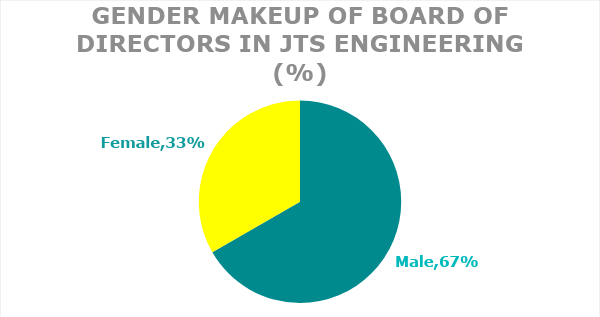 GENDER MAKEUP OF BOARD OF
DIRECTORS IN JTS ENGINEERING
(%)
Female,33%
Male,67%